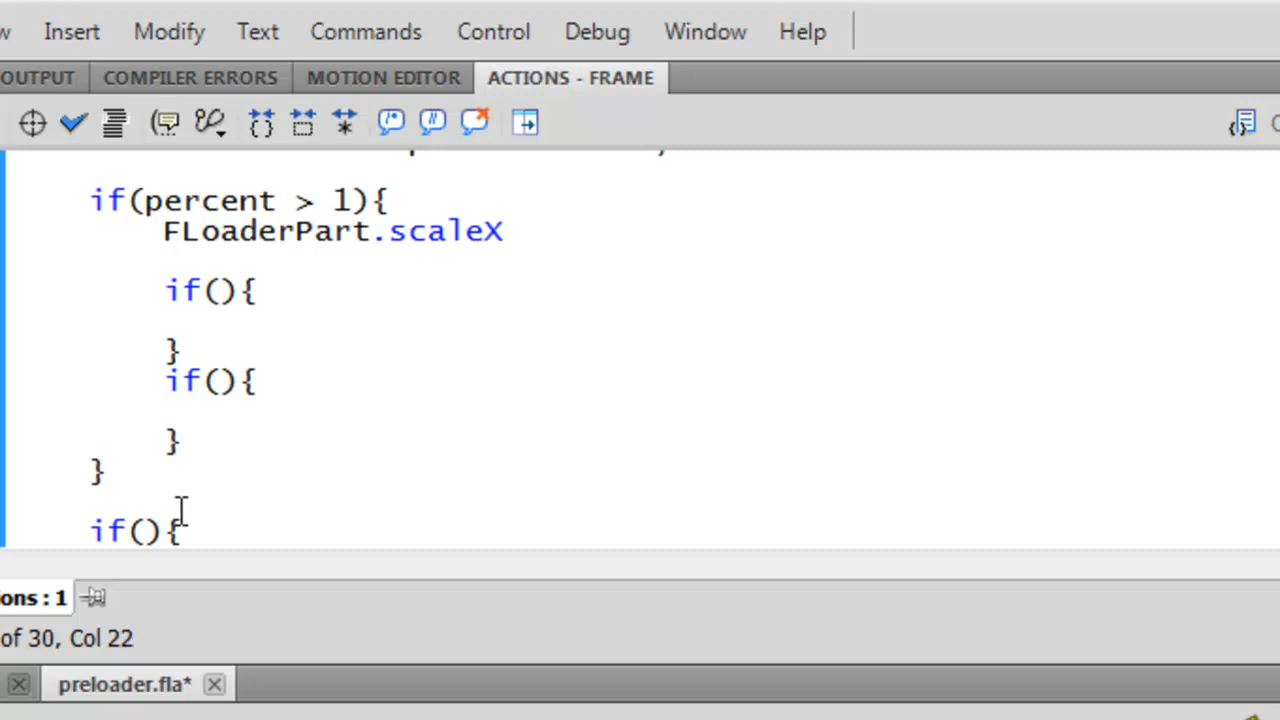 Insert Modify Text Commands Control Debug Window Help
OUTPUT COMPILER ERRORS MOTION EDITOR ACTIONS - FRAME
if(percent > 1){
FLoaderPart.scaleX
if(){
}
if(){
}
}
if(){
ons:1
of 30, Col 22
preloader.fla*